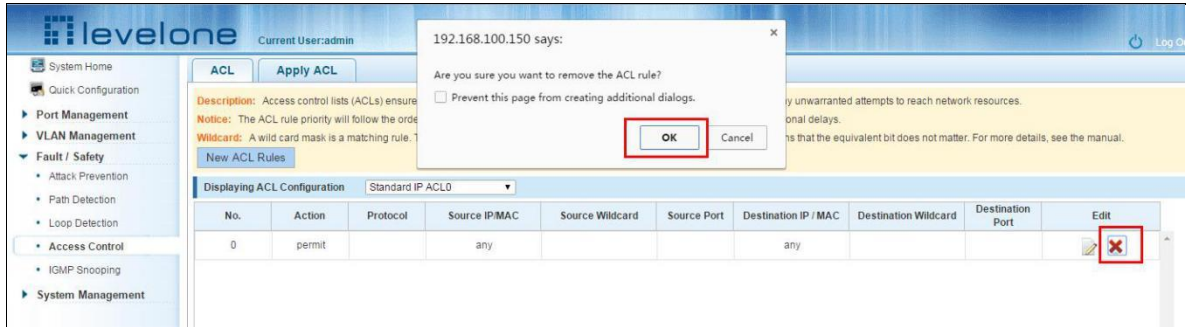 levelone
Current User:admin
Log O
192.168.100.150 says:
Are you sure you want to remove the ACL rule?
Prevent this page from creating additional dialogs.
OK
Cancel
System Home
Quick Configuration
Port Management
VLAN Management
Fault / Safety
Attack Prevention
Path Detection
Loop Detection
Access Control
IGMP Snooping
System Management
ACL
Apply ACL
Description: Access control lists (ACLs) ensure y unwarranted attempts to reach network resources.
Notice: The ACL rule priority will follow the orde onal delays.
Wildcard: A wild card mask is a matching rule. T ns that the equivalent bit does not matter. For more details, see the manual.
New ACL Rules
Displaying ACL Configuration Standard IP ACL0
No. Action Protocol Source IP/MAC Source Wildcard Source Port Destination IP / MAC Destination Wildcard Destination Port Edit
0 permit any any